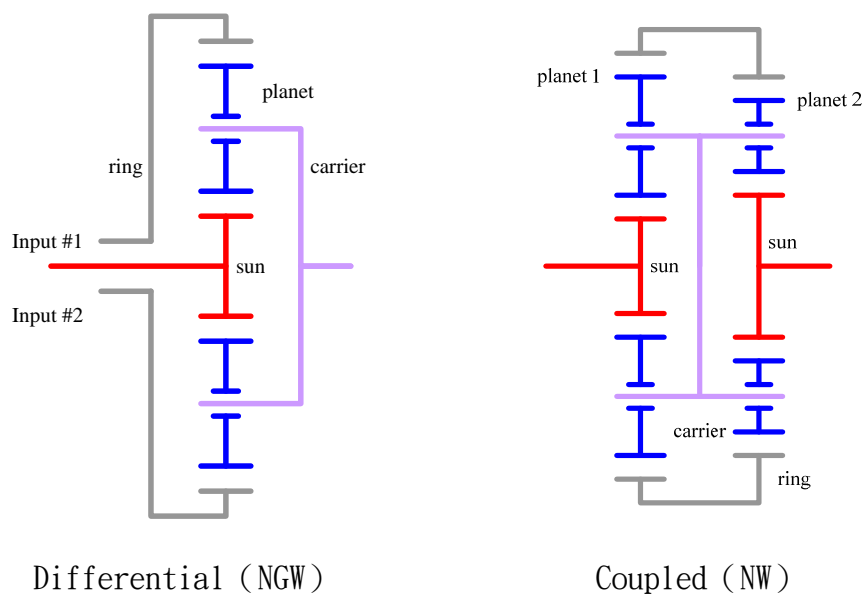 planet
ring
carrier
Input #1
sun
Input #2
Differential（NGW）
planet 1
planet 2
sun
sun
carrier
ring
Coupled（NW）